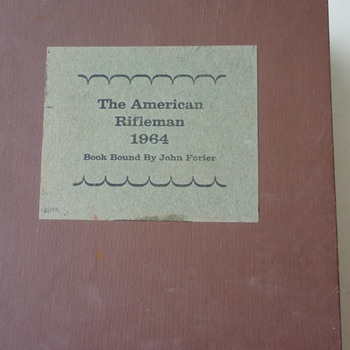 The American
Rifleman
1964
Book Bound By John Forier